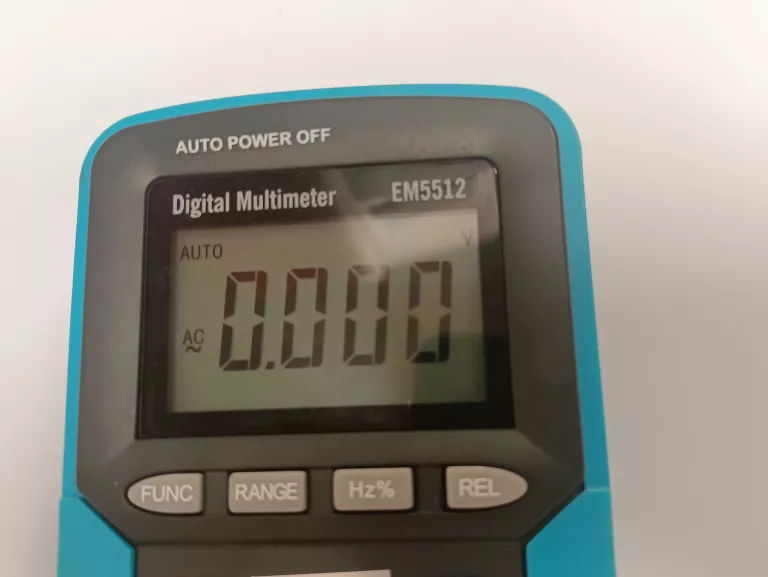 AUTO POWER OFF
Digital Multimeter EM5512
AUTO V
AC 0.000
FUNC RANGE Hz% REL